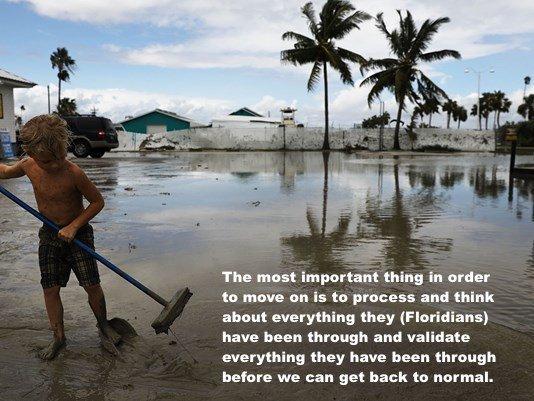 The most important thing in order
to move on is to process and think
about everything they (Floridians)
have been through and validate
everything they have been through
before we can get back to normal.